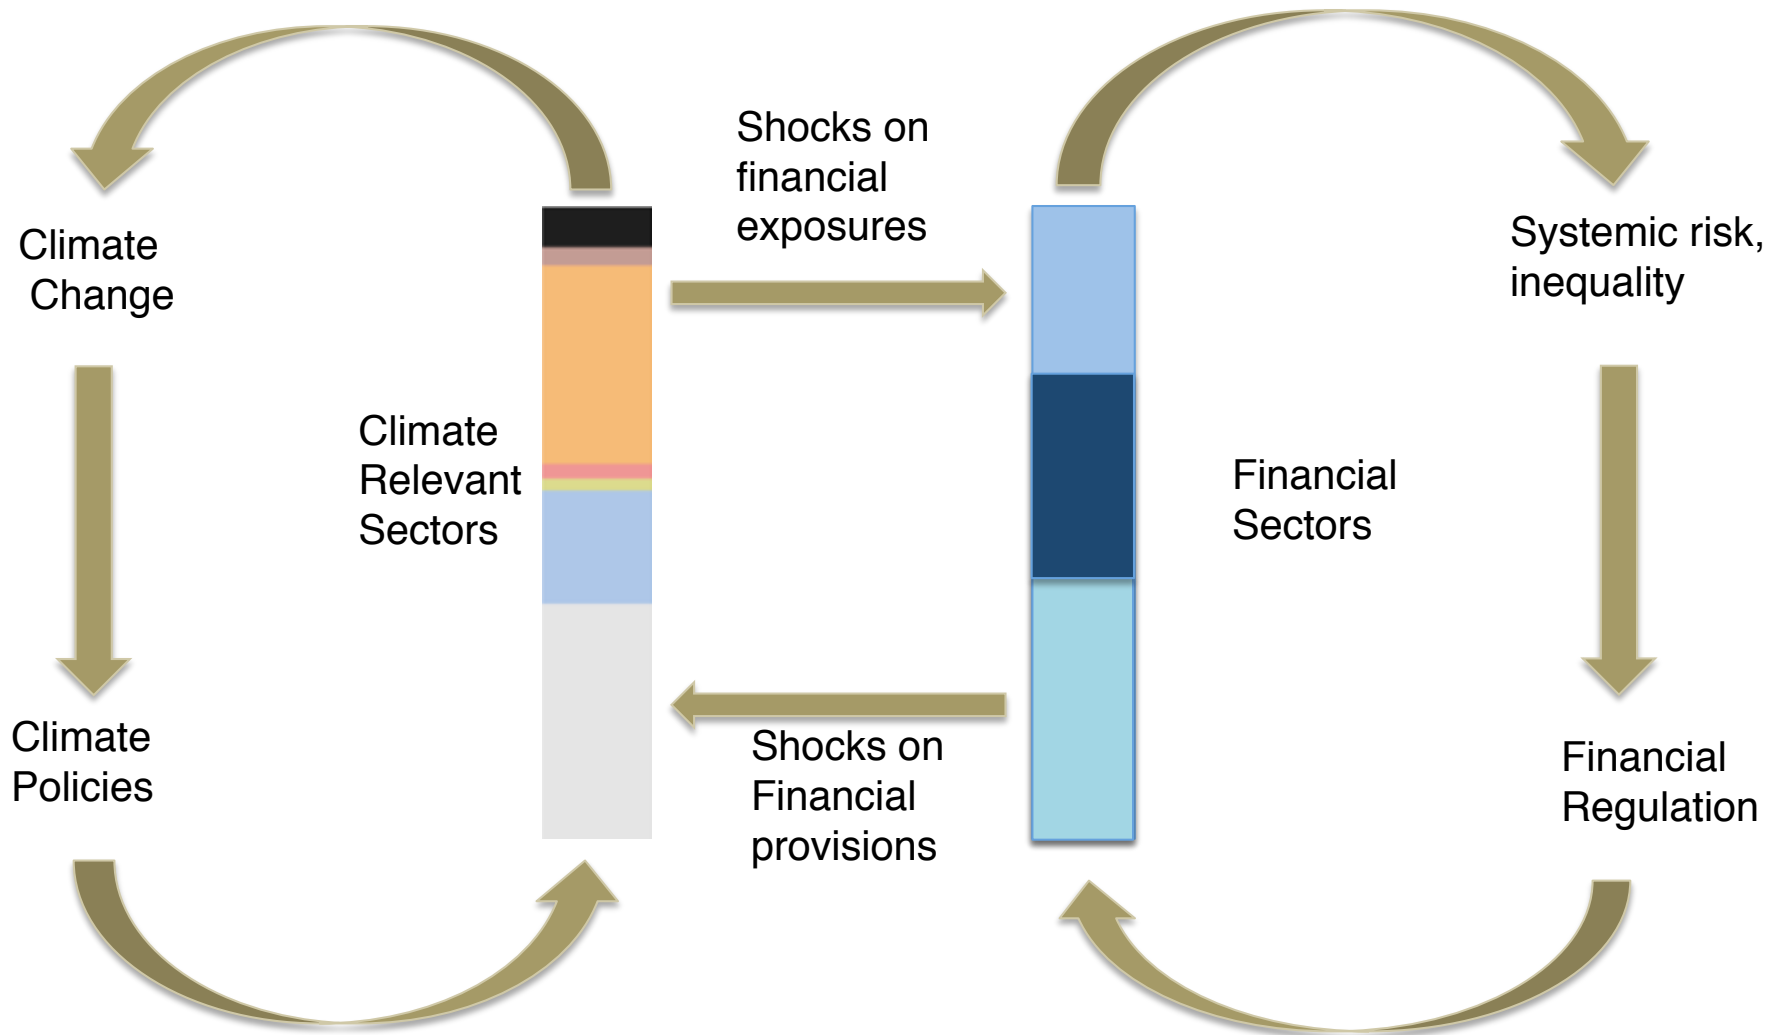 Shocks on
financial
exposures
Climate
Change
Systemic risk,
inequality
Climate
Relevant
Sectors
Financial
Sectors
Climate
Policies
Shocks on
Financial
provisions
Financial
Regulation